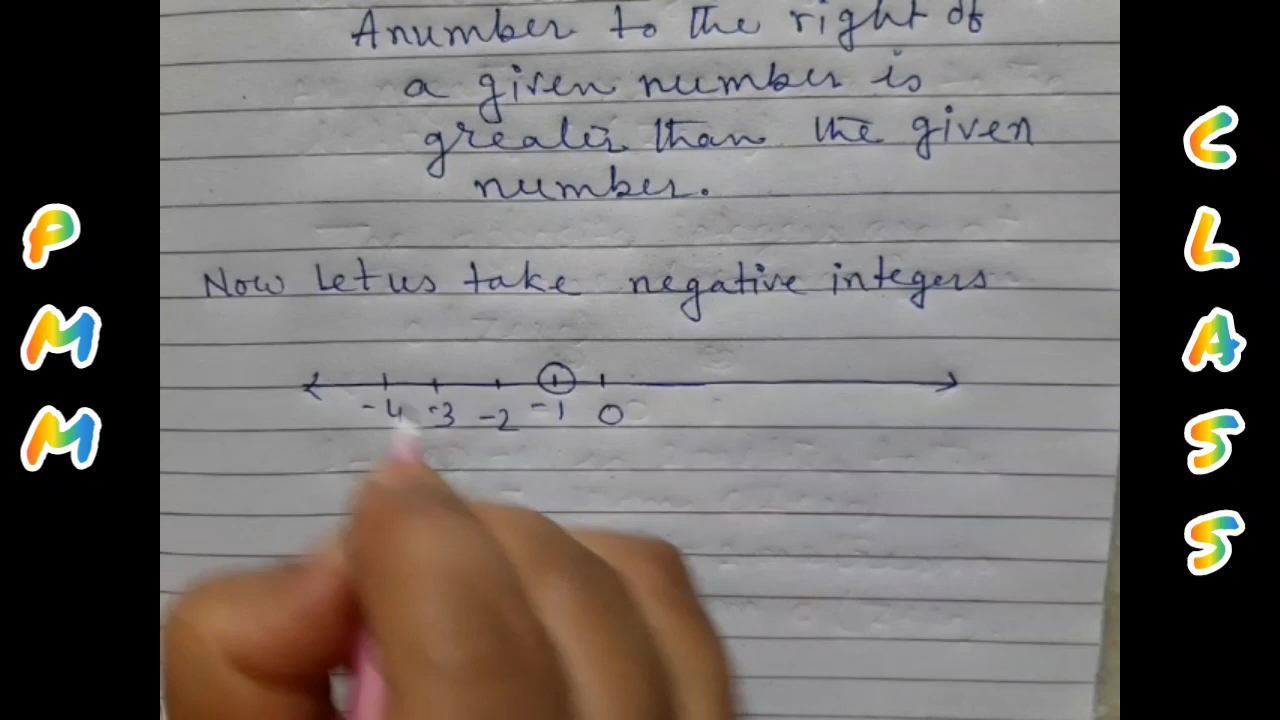 A number to the right of
a given number is
greater than the given
number.
Now Let us take negative integers
-4 -3 -2 -1 0
PMM
CLASS